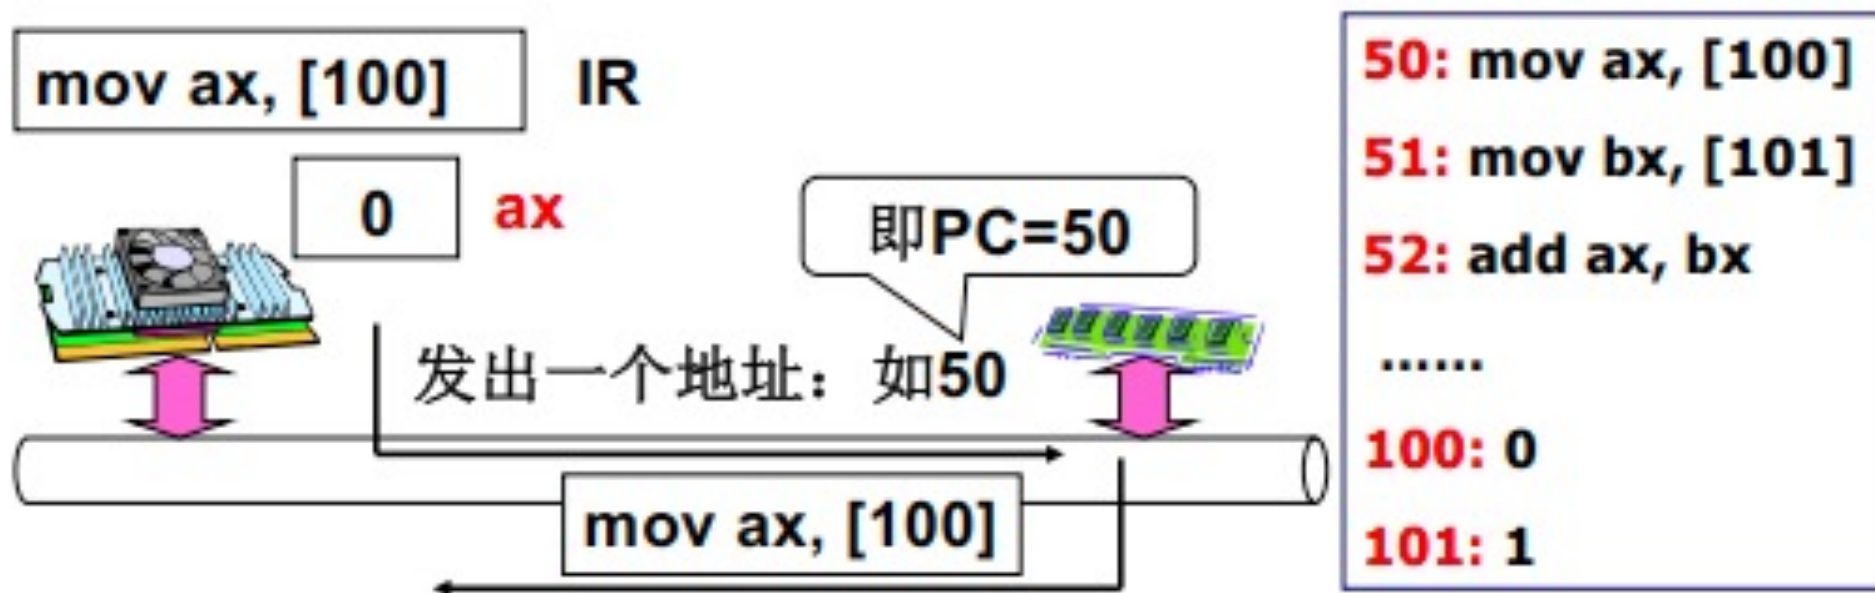 mov ax, [100] IR
0 ax
即PC=50
发出一个地址：如50
mov ax, [100]
50: mov ax, [100]
51: mov bx, [101]
52: add ax, bx
......
100: 0
101: 1